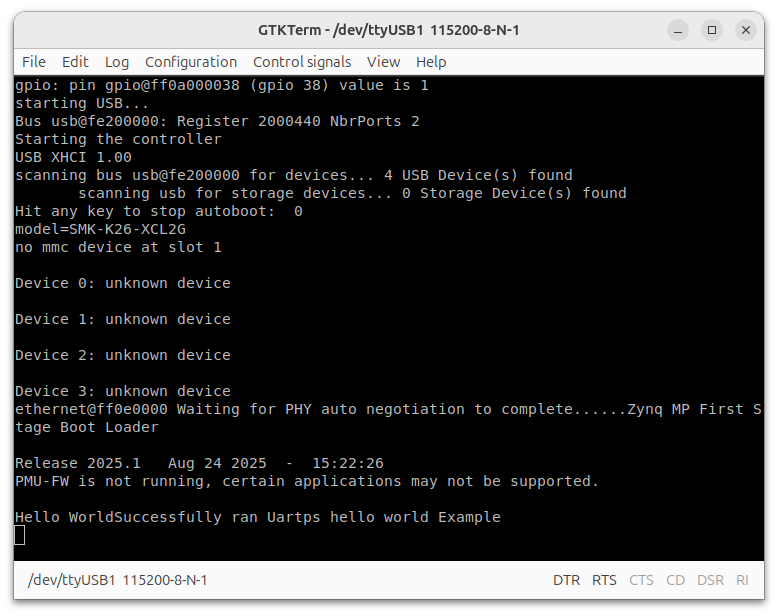 GTKTerm - /dev/ttyUSB1 115200-8-N-1
File Edit Log Configuration Control signals View Help
gpio: pin gpio@ff0a000038 (gpio 38) value is 1
starting USB...
Bus usb@fe200000: Register 2000440 NbrPorts 2
Starting the controller
USB XHCI 1.00
scanning bus usb@fe200000 for devices... 4 USB Device(s) found
       scanning usb for storage devices... 0 Storage Device(s) found
Hit any key to stop autoboot:  0
model=SMK-K26-XCL2G
no mmc device at slot 1
Device 0: unknown device
Device 1: unknown device
Device 2: unknown device
Device 3: unknown device
ethernet@ff0e0000 Waiting for PHY auto negotiation to complete......Zynq MP First S
tage Boot Loader
Release 2025.1   Aug 24 2025  -  15:22:26
PMU-FW is not running, certain applications may not be supported.
Hello WorldSuccessfully ran Uartps hello world Example
/dev/ttyUSB1 115200-8-N-1 DTR RTS CTS CD DSR RI